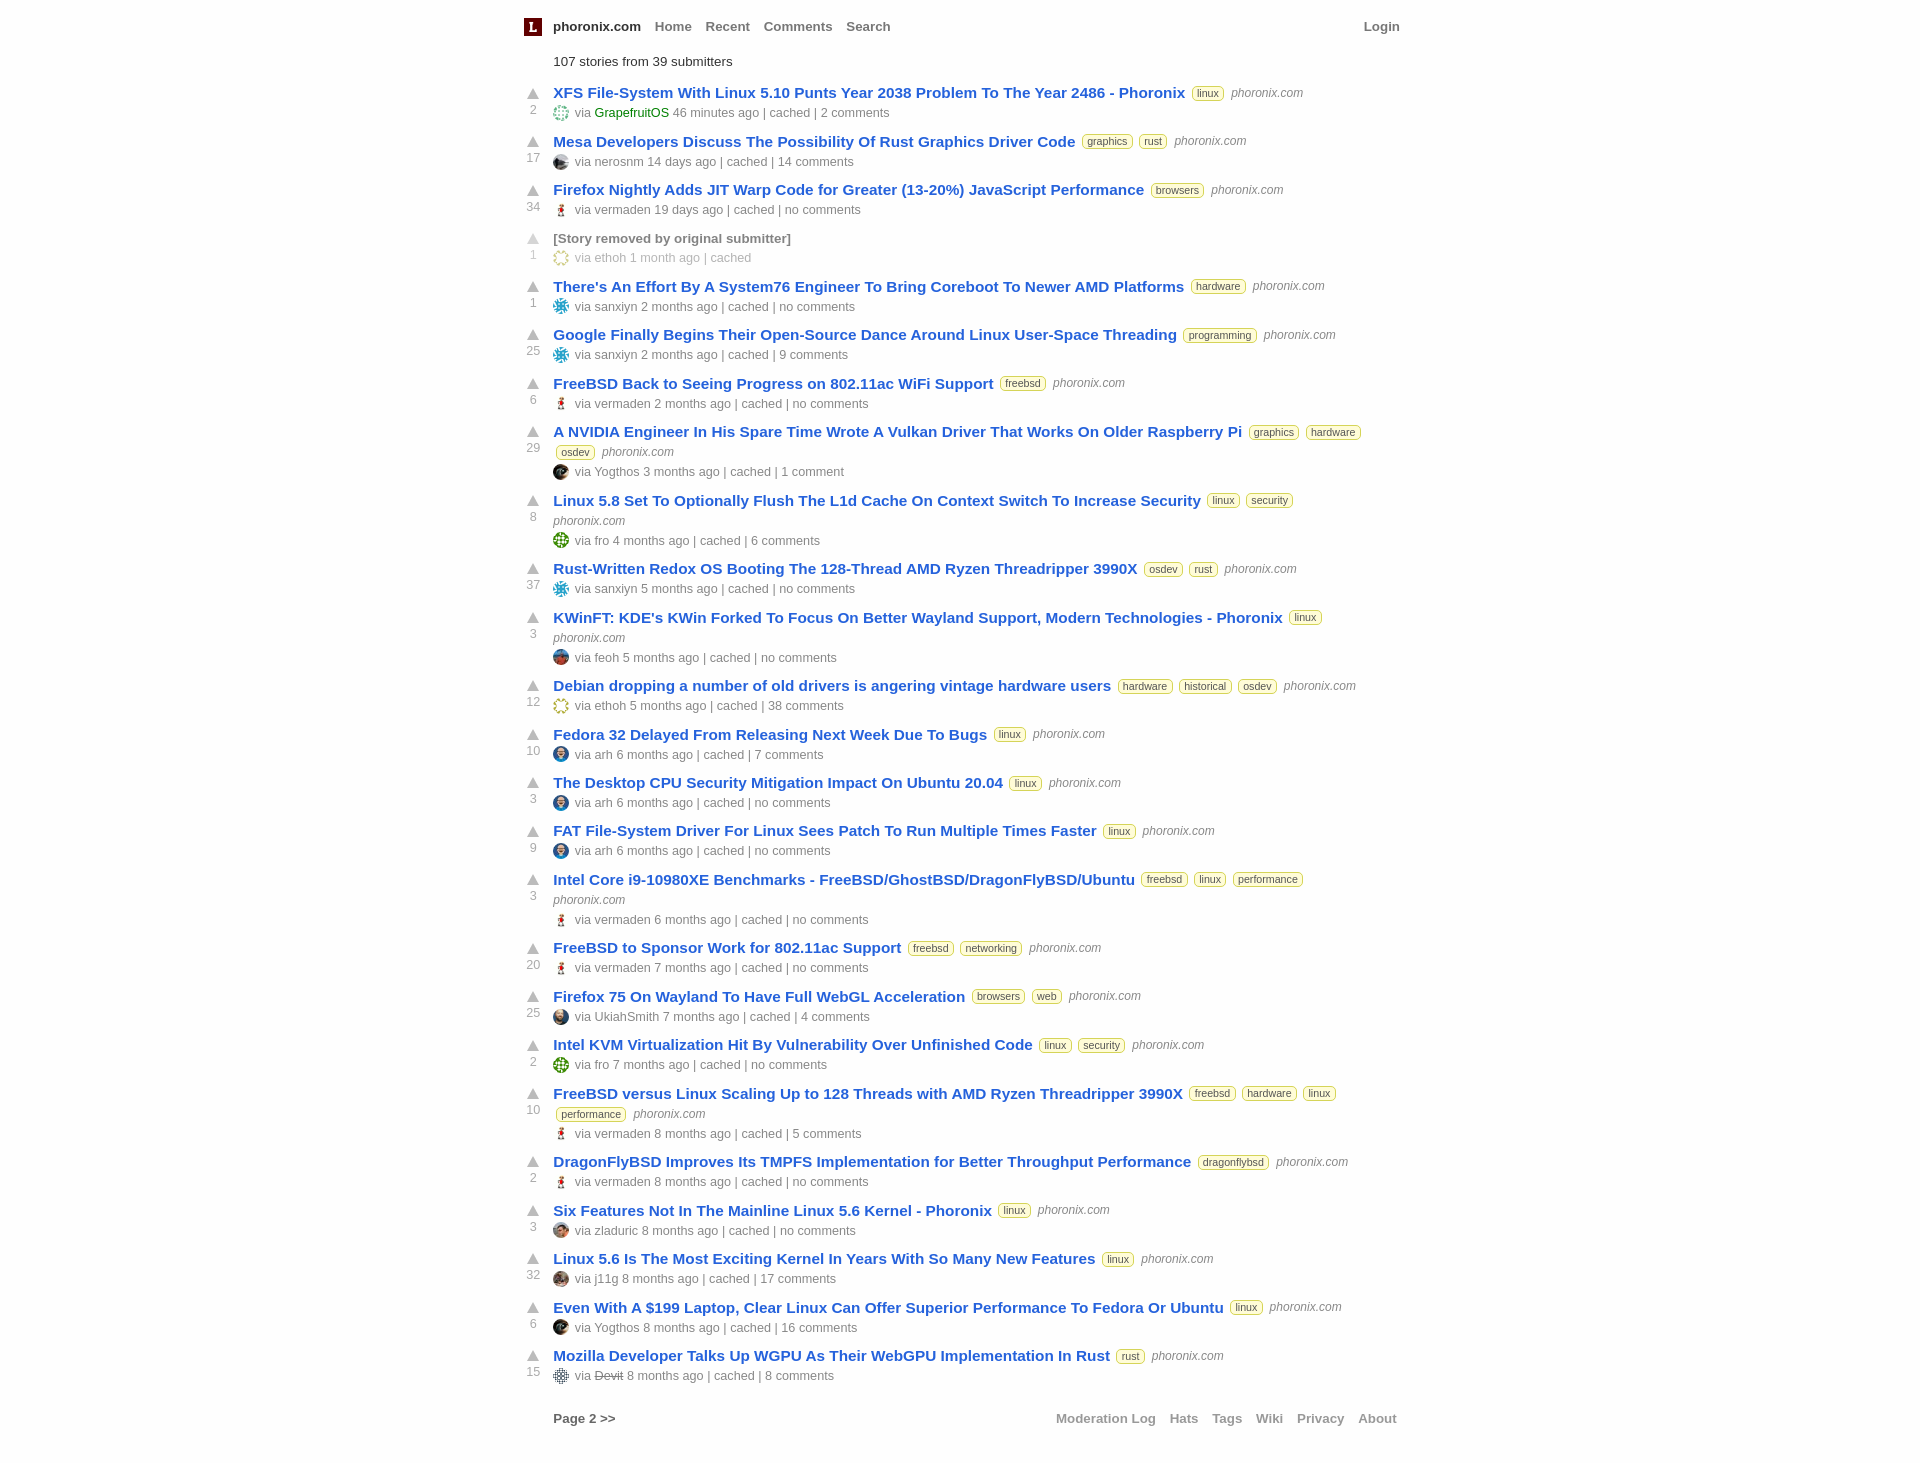 L phoronix.com Home Recent Comments Search Login
107 stories from 39 submitters
XFS File-System With Linux 5.10 Punts Year 2038 Problem To The Year 2486 - Phoronix linux phoronix.com
2 via GrapefruitOS 46 minutes ago | cached | 2 comments
Mesa Developers Discuss The Possibility Of Rust Graphics Driver Code graphics rust phoronix.com
17 via nerosnm 14 days ago | cached | 14 comments
Firefox Nightly Adds JIT Warp Code for Greater (13-20%) JavaScript Performance browsers phoronix.com
34 via vermaden 19 days ago | cached | no comments
[Story removed by original submitter]
1 via ethoh 1 month ago | cached
There's An Effort By A System76 Engineer To Bring Coreboot To Newer AMD Platforms hardware phoronix.com
1 via sanxiyn 2 months ago | cached | no comments
Google Finally Begins Their Open-Source Dance Around Linux User-Space Threading programming phoronix.com
25 via sanxiyn 2 months ago | cached | 9 comments
FreeBSD Back to Seeing Progress on 802.11ac WiFi Support freebsd phoronix.com
6 via vermaden 2 months ago | cached | no comments
A NVIDIA Engineer In His Spare Time Wrote A Vulkan Driver That Works On Older Raspberry Pi graphics hardware
29 osdev phoronix.com
via Yogthos 3 months ago | cached | 1 comment
Linux 5.8 Set To Optionally Flush The L1d Cache On Context Switch To Increase Security linux security
8 phoronix.com
via fro 4 months ago | cached | 6 comments
Rust-Written Redox OS Booting The 128-Thread AMD Ryzen Threadripper 3990X osdev rust phoronix.com
37 via sanxiyn 5 months ago | cached | no comments
KWinFT: KDE's KWin Forked To Focus On Better Wayland Support, Modern Technologies - Phoronix linux
3 phoronix.com
via feoh 5 months ago | cached | no comments
Debian dropping a number of old drivers is angering vintage hardware users hardware historical osdev phoronix.com
12 via ethoh 5 months ago | cached | 38 comments
Fedora 32 Delayed From Releasing Next Week Due To Bugs linux phoronix.com
10 via arh 6 months ago | cached | 7 comments
The Desktop CPU Security Mitigation Impact On Ubuntu 20.04 linux phoronix.com
3 via arh 6 months ago | cached | no comments
FAT File-System Driver For Linux Sees Patch To Run Multiple Times Faster linux phoronix.com
9 via arh 6 months ago | cached | no comments
Intel Core i9-10980XE Benchmarks - FreeBSD/GhostBSD/DragonFlyBSD/Ubuntu freebsd linux performance
3 phoronix.com
via vermaden 6 months ago | cached | no comments
FreeBSD to Sponsor Work for 802.11ac Support freebsd networking phoronix.com
20 via vermaden 7 months ago | cached | no comments
Firefox 75 On Wayland To Have Full WebGL Acceleration browsers web phoronix.com
25 via UkiahSmith 7 months ago | cached | 4 comments
Intel KVM Virtualization Hit By Vulnerability Over Unfinished Code linux security phoronix.com
2 via fro 7 months ago | cached | no comments
FreeBSD versus Linux Scaling Up to 128 Threads with AMD Ryzen Threadripper 3990X freebsd hardware linux
10 performance phoronix.com
via vermaden 8 months ago | cached | 5 comments
DragonFlyBSD Improves Its TMPFS Implementation for Better Throughput Performance dragonflybsd phoronix.com
2 via vermaden 8 months ago | cached | no comments
Six Features Not In The Mainline Linux 5.6 Kernel - Phoronix linux phoronix.com
3 via zladuric 8 months ago | cached | no comments
Linux 5.6 Is The Most Exciting Kernel In Years With So Many New Features linux phoronix.com
32 via j11g 8 months ago | cached | 17 comments
Even With A $199 Laptop, Clear Linux Can Offer Superior Performance To Fedora Or Ubuntu linux phoronix.com
6 via Yogthos 8 months ago | cached | 16 comments
Mozilla Developer Talks Up WGPU As Their WebGPU Implementation In Rust rust phoronix.com
15 via Devit 8 months ago | cached | 8 comments
Page 2 >> Moderation Log Hats Tags Wiki Privacy About